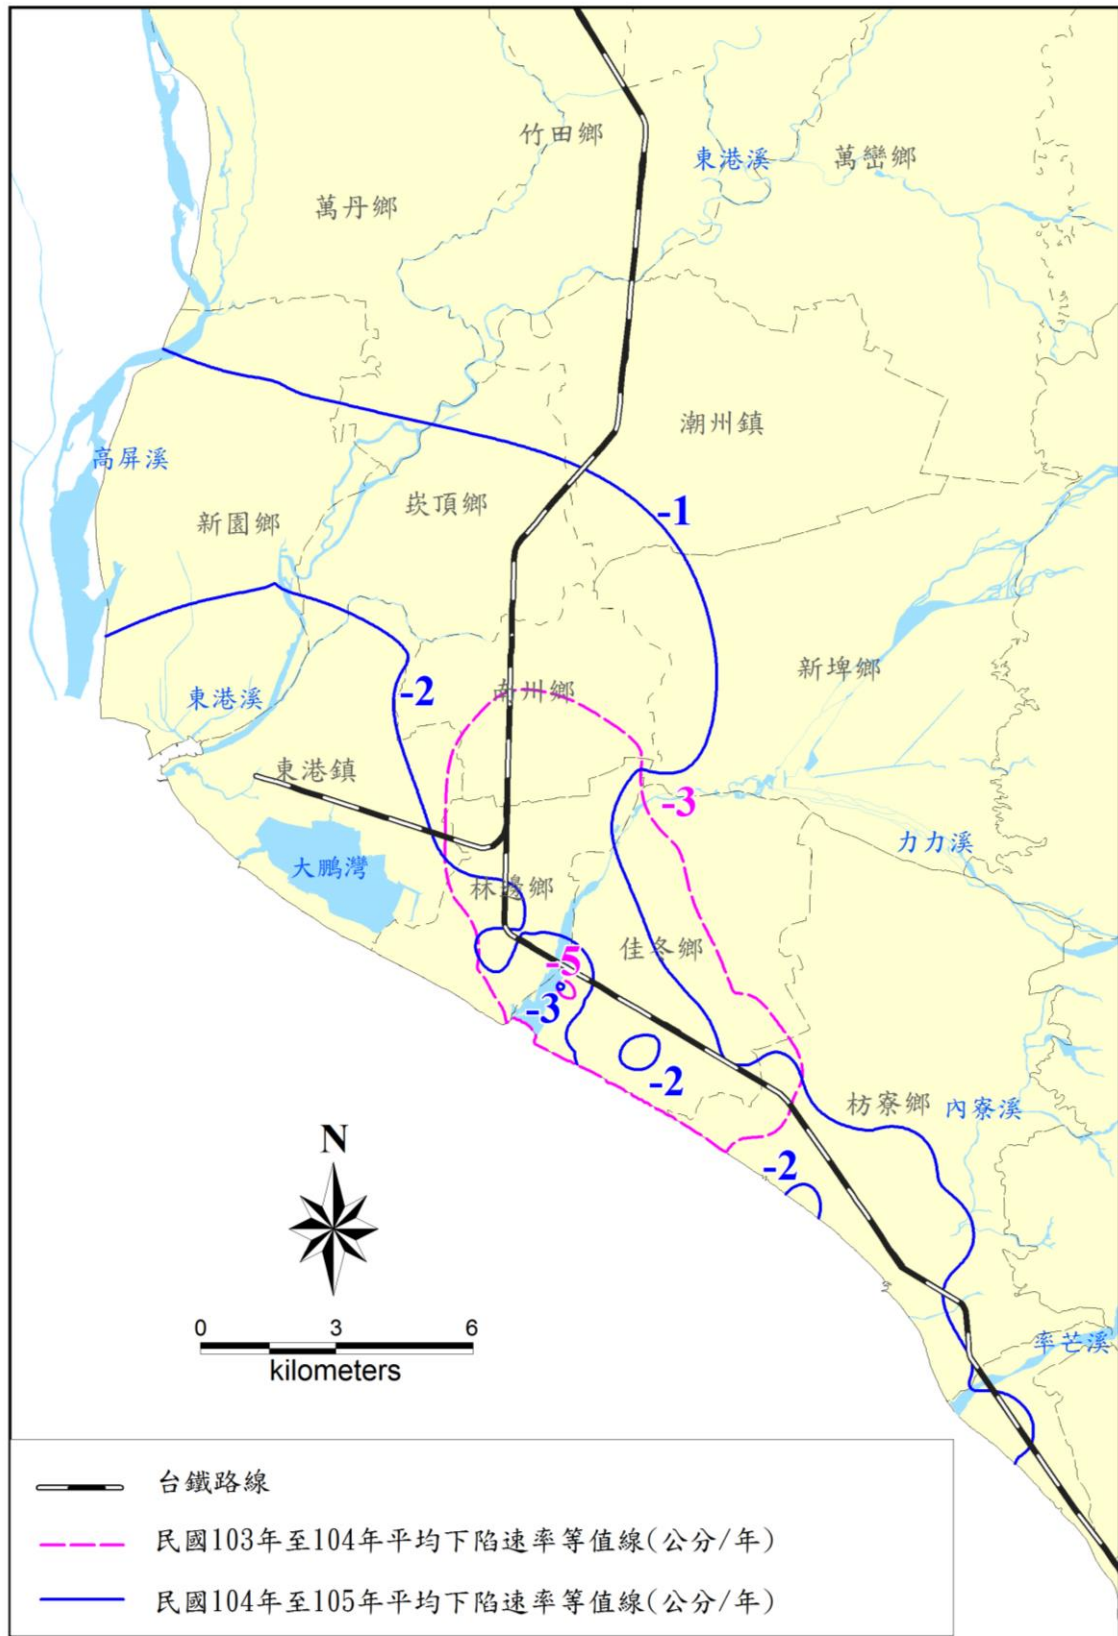 竹田鄉
東港溪
萬巒鄉
萬丹鄉
潮州鎮
高屏溪
崁頂鄉
-1
新園鄉
新埤鄉
南州鄉
-2
東港溪
東港鎮
-3
力力溪
大鵬灣
林邊鄉
佳冬鄉
-5
-3
-2
枋寮鄉
內寮溪
N
-2
0 3 6
kilometers
率芒溪
台鐵路線
民國103年至104年平均下陷速率等值線(公分/年)
民國104年至105年平均下陷速率等值線(公分/年)